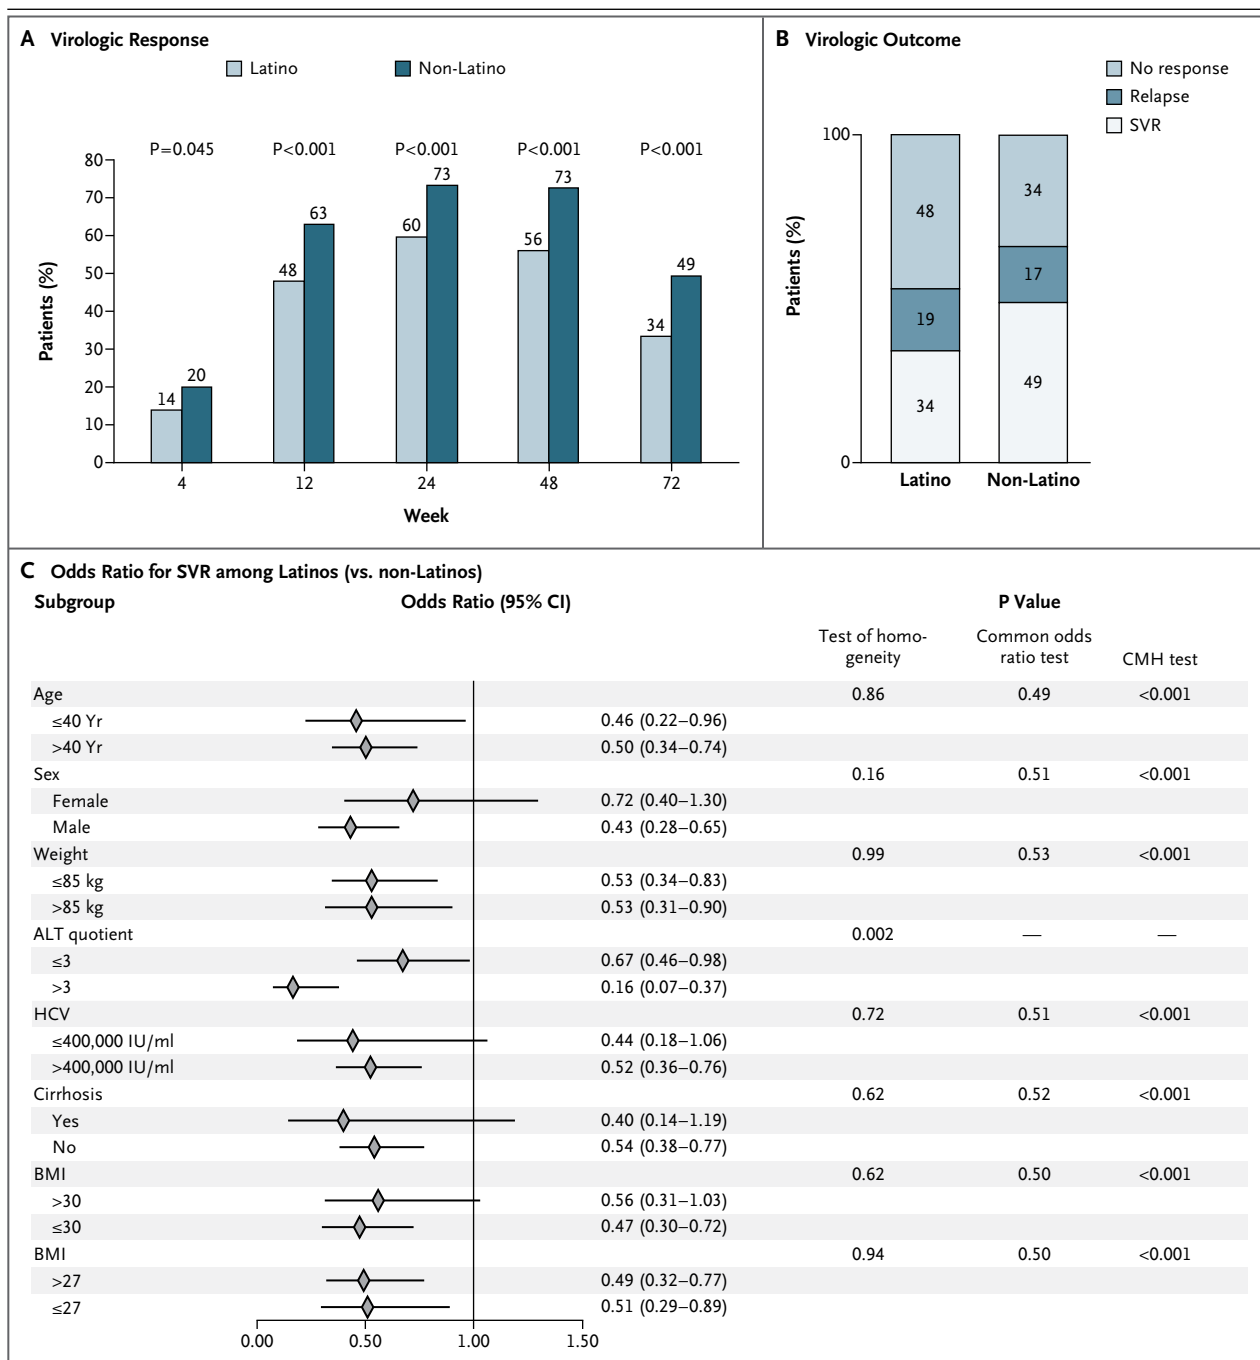 A Virologic Response
Latino Non-Latino
P=0.045 P<0.001 P<0.001 P<0.001 P<0.001
Patients (%)
80
70
60
50
40
30
20
10
0
14 20 48 63 60 73 56 73 34 49
4 12 24 48 72
Week
B Virologic Outcome
No response
Relapse
SVR
Patients (%)
100
0
48 34
19 17
34 49
Latino Non-Latino
C Odds Ratio for SVR among Latinos (vs. non-Latinos)
Subgroup Odds Ratio (95% CI) P Value
Test of homo- Common odds
geneity ratio test CMH test
Age 0.86 0.49 <0.001
≤40 Yr 0.46 (0.22–0.96)
>40 Yr 0.50 (0.34–0.74)
Sex 0.16 0.51 <0.001
Female 0.72 (0.40–1.30)
Male 0.43 (0.28–0.65)
Weight 0.99 0.53 <0.001
≤85 kg 0.53 (0.34–0.83)
>85 kg 0.53 (0.31–0.90)
ALT quotient 0.002 — —
≤3 0.67 (0.46–0.98)
>3 0.16 (0.07–0.37)
HCV 0.72 0.51 <0.001
≤400,000 IU/ml 0.44 (0.18–1.06)
>400,000 IU/ml 0.52 (0.36–0.76)
Cirrhosis 0.62 0.52 <0.001
Yes 0.40 (0.14–1.19)
No 0.54 (0.38–0.77)
BMI 0.62 0.50 <0.001
>30 0.56 (0.31–1.03)
≤30 0.47 (0.30–0.72)
BMI 0.94 0.50 <0.001
>27 0.49 (0.32–0.77)
≤27 0.51 (0.29–0.89)
0.00 0.50 1.00 1.50